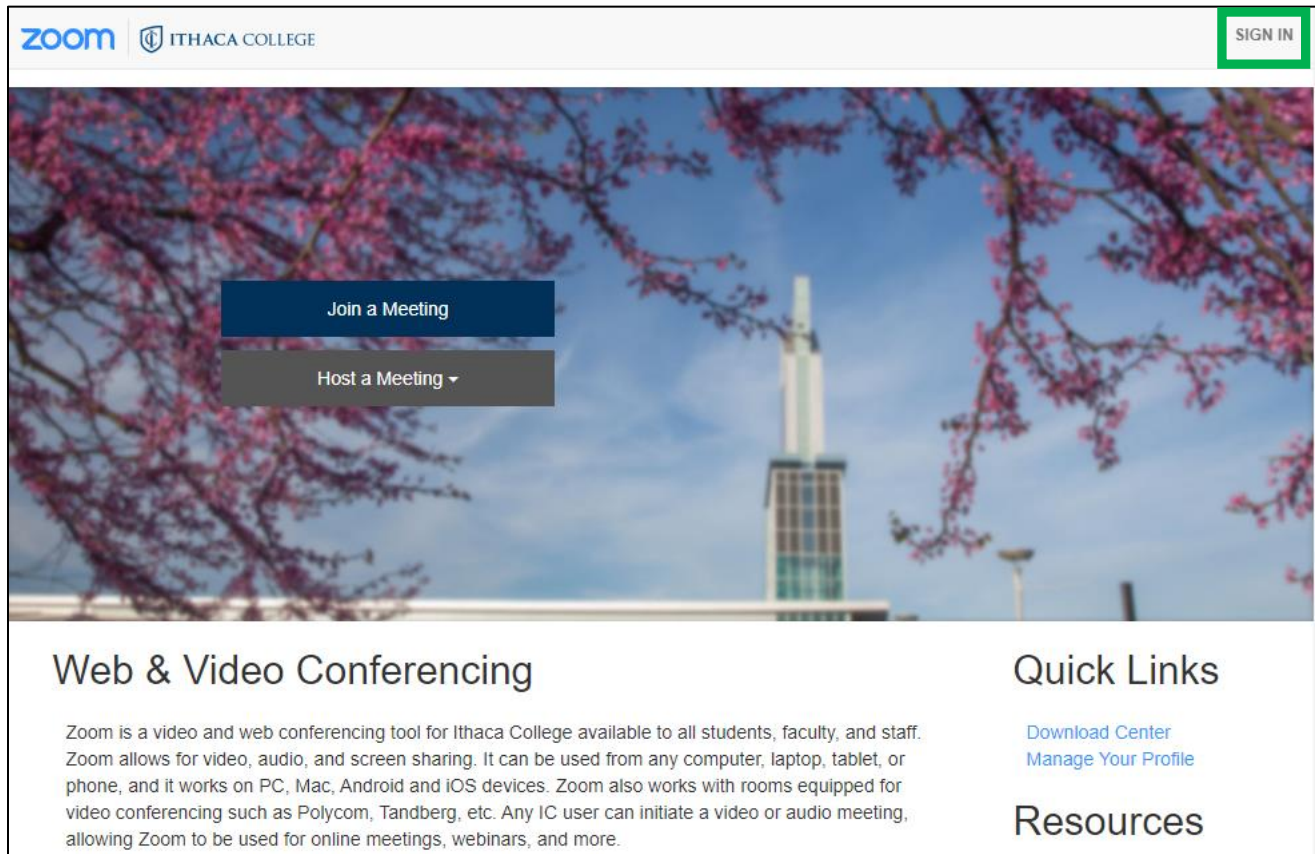 zoom ITHACA COLLEGE
SIGN IN
Join a Meeting
Host a Meeting
Web & Video Conferencing
Zoom is a video and web conferencing tool for Ithaca College available to all students, faculty, and staff.
Zoom allows for video, audio, and screen sharing. It can be used from any computer, laptop, tablet, or
phone, and it works on PC, Mac, Android and iOS devices. Zoom also works with rooms equipped for
video conferencing such as Polycom, Tandberg, etc. Any IC user can initiate a video or audio meeting,
allowing Zoom to be used for online meetings, webinars, and more.
Quick Links
Download Center
Manage Your Profile
Resources